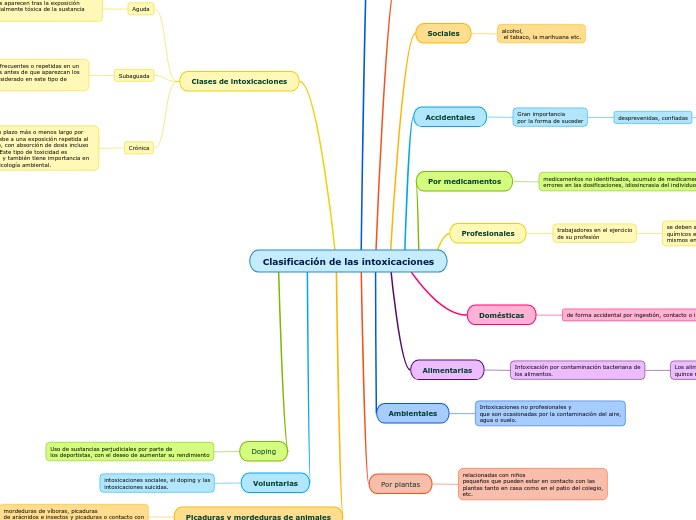 s aparecen tras la exposición
ialmente tóxica de la sustancia
Aguda
frecuentes o repetidas en un
s antes de que aparezcan los
siderado en este tipo de
Subaguada
Clases de intoxicaciones
plazo más o menos largo por
ebe a una exposición repetida al
, con absorción de dosis incluso
Este tipo de toxicidad es
y también tiene importancia en
icología ambiental.
Crónica
Sociales
alcohol,
el tabaco, la marihuana etc.
Accidentales
Gran importancia
por la forma de suceder
desprevenidas, confiadas
Por medicamentos
medicamentos no identificados, acumulo de medicame
errores en las dosificaciones, idiosincrasia del individuo
Profesionales
trabajadores en el ejercicio
de su profesión
se deben a
químicos e
mismos en
Clasificación de las intoxicaciones
Domésticas
de forma accidental por ingestión, contacto o i
Alimentarias
Intoxicación por contaminación bacteriana de
los alimentos.
Los alim
químicos
Ambientales
Intoxicaciones no profesionales y
que son ocasionadas por la contaminación del aire,
agua o suelo.
Doping
Uso de sustancias perjudiciales por parte de
los deportistas, con el deseo de aumentar su rendimiento
Voluntarias
intoxicaciones sociales, el doping y las
intoxicaciones suicidas.
Por plantas
relacionadas con niños
pequeños que pueden estar en contacto con las
plantas tanto en casa como en el patio del colegio,
etc.
Picaduras y mordeduras de animales
mordeduras de víboras, picaduras
de arácnidos e insectos y picaduras o contacto con